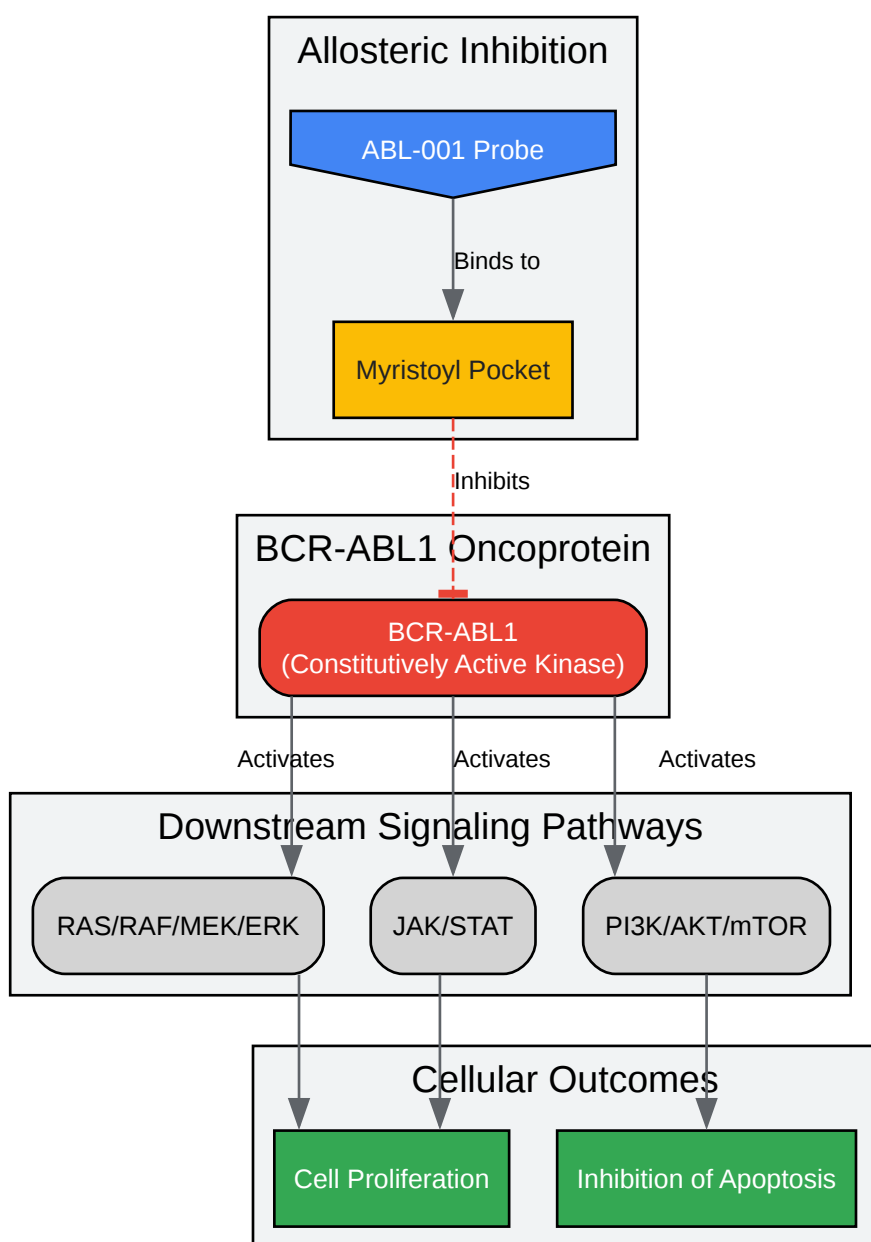 Allosteric Inhibition
ABL-001 Probe
Binds to
Myristoyl Pocket
Inhibits
BCR-ABL1 Oncoprotein
BCR-ABL1
(Constitutively Active Kinase)
Activates
Activates
Activates
Downstream Signaling Pathways
RAS/RAF/MEK/ERK
JAK/STAT
PI3K/AKT/mTOR
Cellular Outcomes
Cell Proliferation
Inhibition of Apoptosis